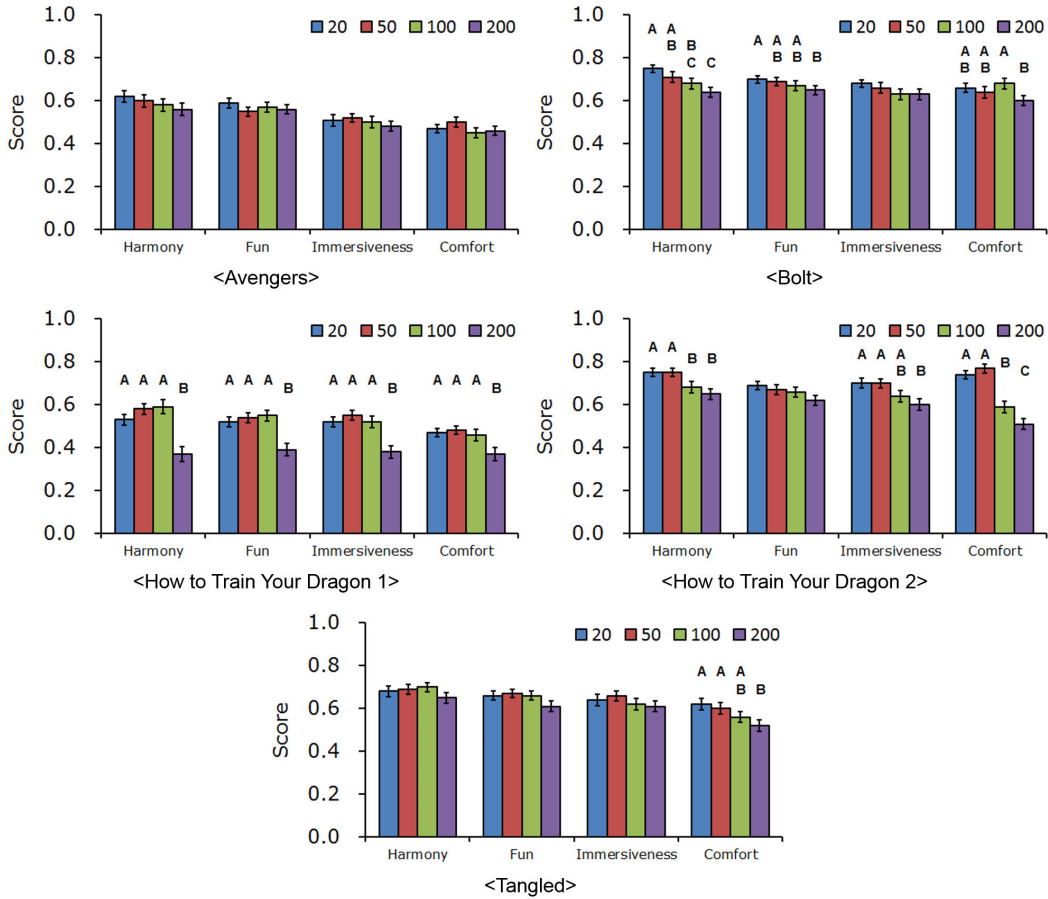 1.0
0.8
0.6
0.4
0.2
0.0
Score
20 50 100 200
Harmony Fun Immersiveness Comfort
<Avengers>
1.0
0.8
0.6
0.4
0.2
0.0
Score
20 50 100 200
A A B B A A A B A A A
B C C B B B B B
Harmony Fun Immersiveness Comfort
<Bolt>
1.0
0.8
0.6
0.4
0.2
0.0
Score
20 50 100 200
A A A B A A A B A A A B A A A B
Harmony Fun Immersiveness Comfort
<How to Train Your Dragon 1>
1.0
0.8
0.6
0.4
0.2
0.0
Score
20 50 100 200
A A B B A A A B A A B C
B
Harmony Fun Immersiveness Comfort
<How to Train Your Dragon 2>
1.0
0.8
0.6
0.4
0.2
0.0
Score
20 50 100 200
A A A
B B
Harmony Fun Immersiveness Comfort
<Tangled>